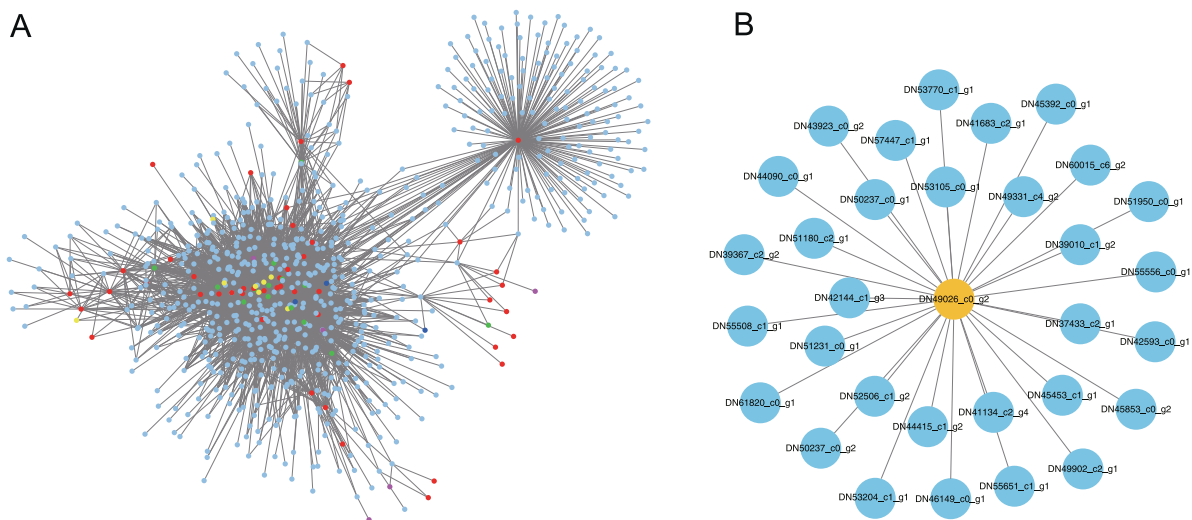 A
B
DN53770_c1_g1
DN45392_c0_g1
DN43923_c0_g2
DN41683_c2_g1
DN57447_c1_g1
DN60015_c6_g2
DN44090_c0_g1
DN53105_c0_g1
DN50237_c0_g1
DN49331_c4_g2
DN51950_c0_g1
DN51180_c2_g1
DN39010_c1_g2
DN39367_c2_g2
DN55556_c0_g1
DN42144_c1_g3
DN49026_c0_g2
DN55508_c1_g1
DN37433_c2_g1
DN42593_c0_g1
DN51231_c0_g1
DN61820_c0_g1
DN52506_c1_g2
DN45453_c1_g1
DN45853_c0_g2
DN41134_c2_g4
DN44415_c1_g2
DN50237_c0_g2
DN49902_c2_g1
DN55651_c1_g1
DN53204_c1_g1
DN46149_c0_g1